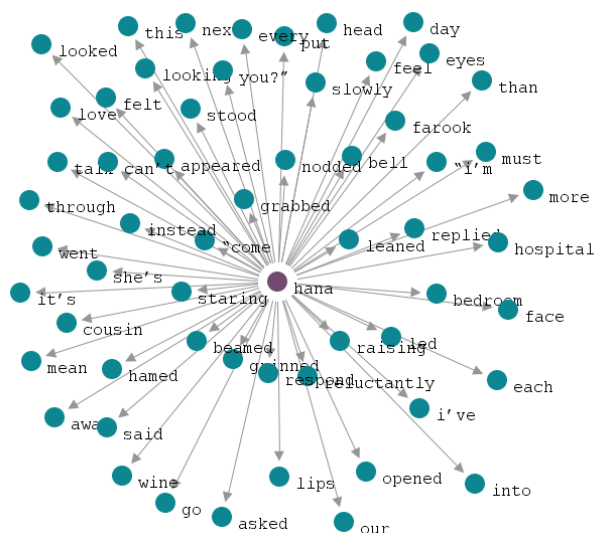 this
nex
every
put
head
day
looked
looking
you?”
feel
eyes
slowly
than
love
felt
stood
farook
talk
can't
appeared
nodded
bell
“i'm
must
through
grabbed
more
instead
“come
leaned
replied
hospital
went
she's
staring
hana
bedroom
it's
face
cousin
beamed
grinned
raising
led
mean
hamed
respond
reluctantly
each
away
said
i've
wine
lips
opened
into
go
asked
our